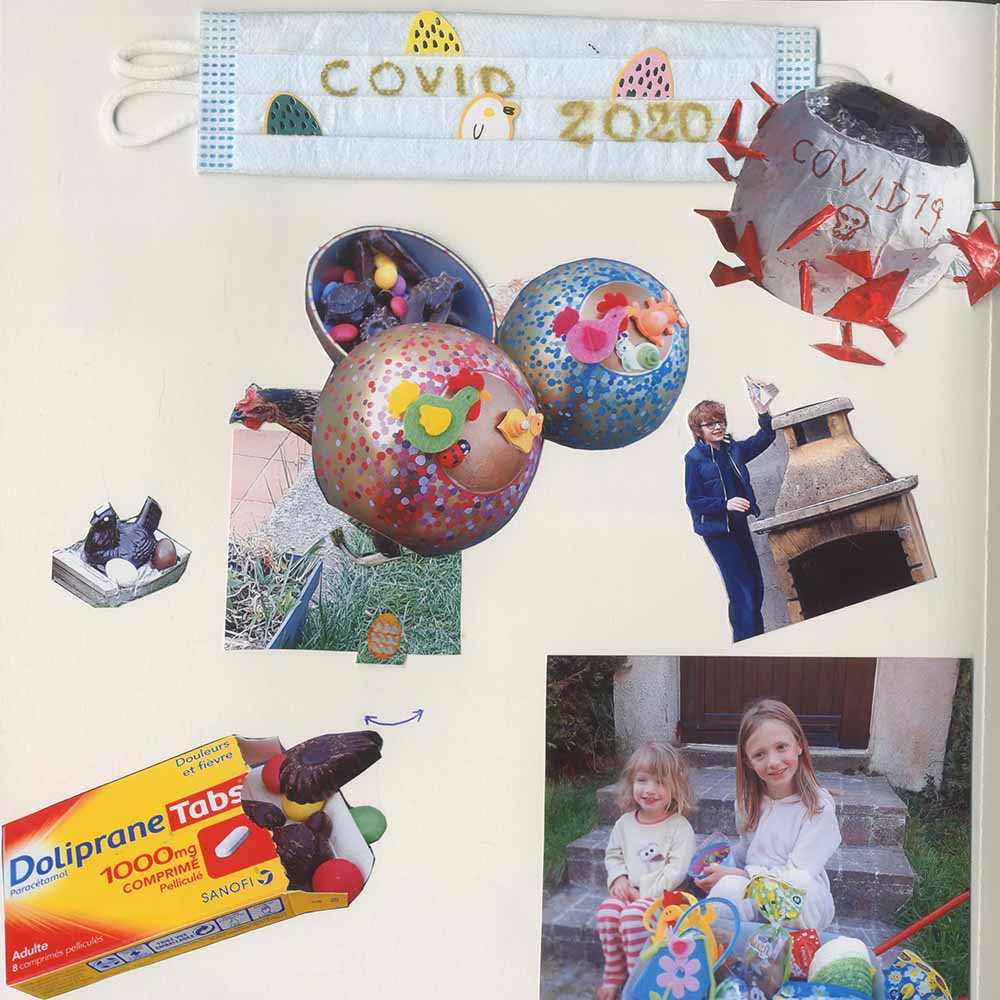 COVID
2020
COVID19
Douleurs
et fièvre
Doliprane Tabs
Paracétamol
1000mg
COMPRIMÉ
Pelliculé
SANOFI
Adulte
8 comprimés pelliculés